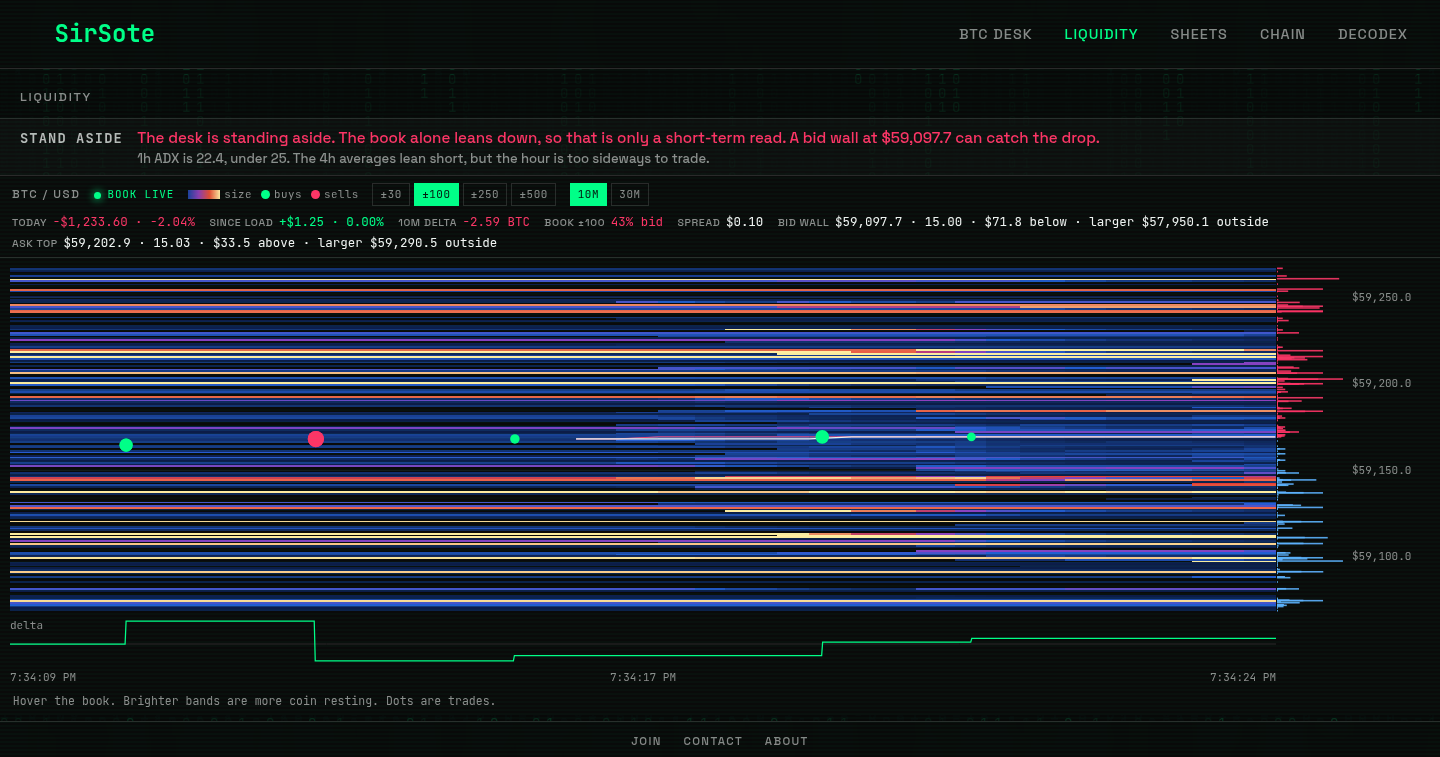 SirSote
BTC DESK LIQUIDITY SHEETS CHAIN DECODEX
LIQUIDITY
STAND ASIDE The desk is standing aside. The book alone leans down, so that is only a short-term read. A bid wall at $59,097.7 can catch the drop.
1h ADX is 22.4, under 25. The 4h averages lean short, but the hour is too sideways to trade.
BTC / USD BOOK LIVE size buys sells ±30 ±100 ±250 ±500 10M 30M
TODAY -$1,233.60 · -2.04% SINCE LOAD +$1.25 · 0.00% 10M DELTA -2.59 BTC BOOK ±100 43% bid SPREAD $0.10 BID WALL $59,097.7 · 15.00 · $71.8 below · larger $57,950.1 outside
ASK TOP $59,202.9 · 15.03 · $33.5 above · larger $59,290.5 outside
$59,250.0
$59,200.0
$59,150.0
$59,100.0
delta
7:34:09 PM 7:34:17 PM 7:34:24 PM
Hover the book. Brighter bands are more coin resting. Dots are trades.
JOIN CONTACT ABOUT